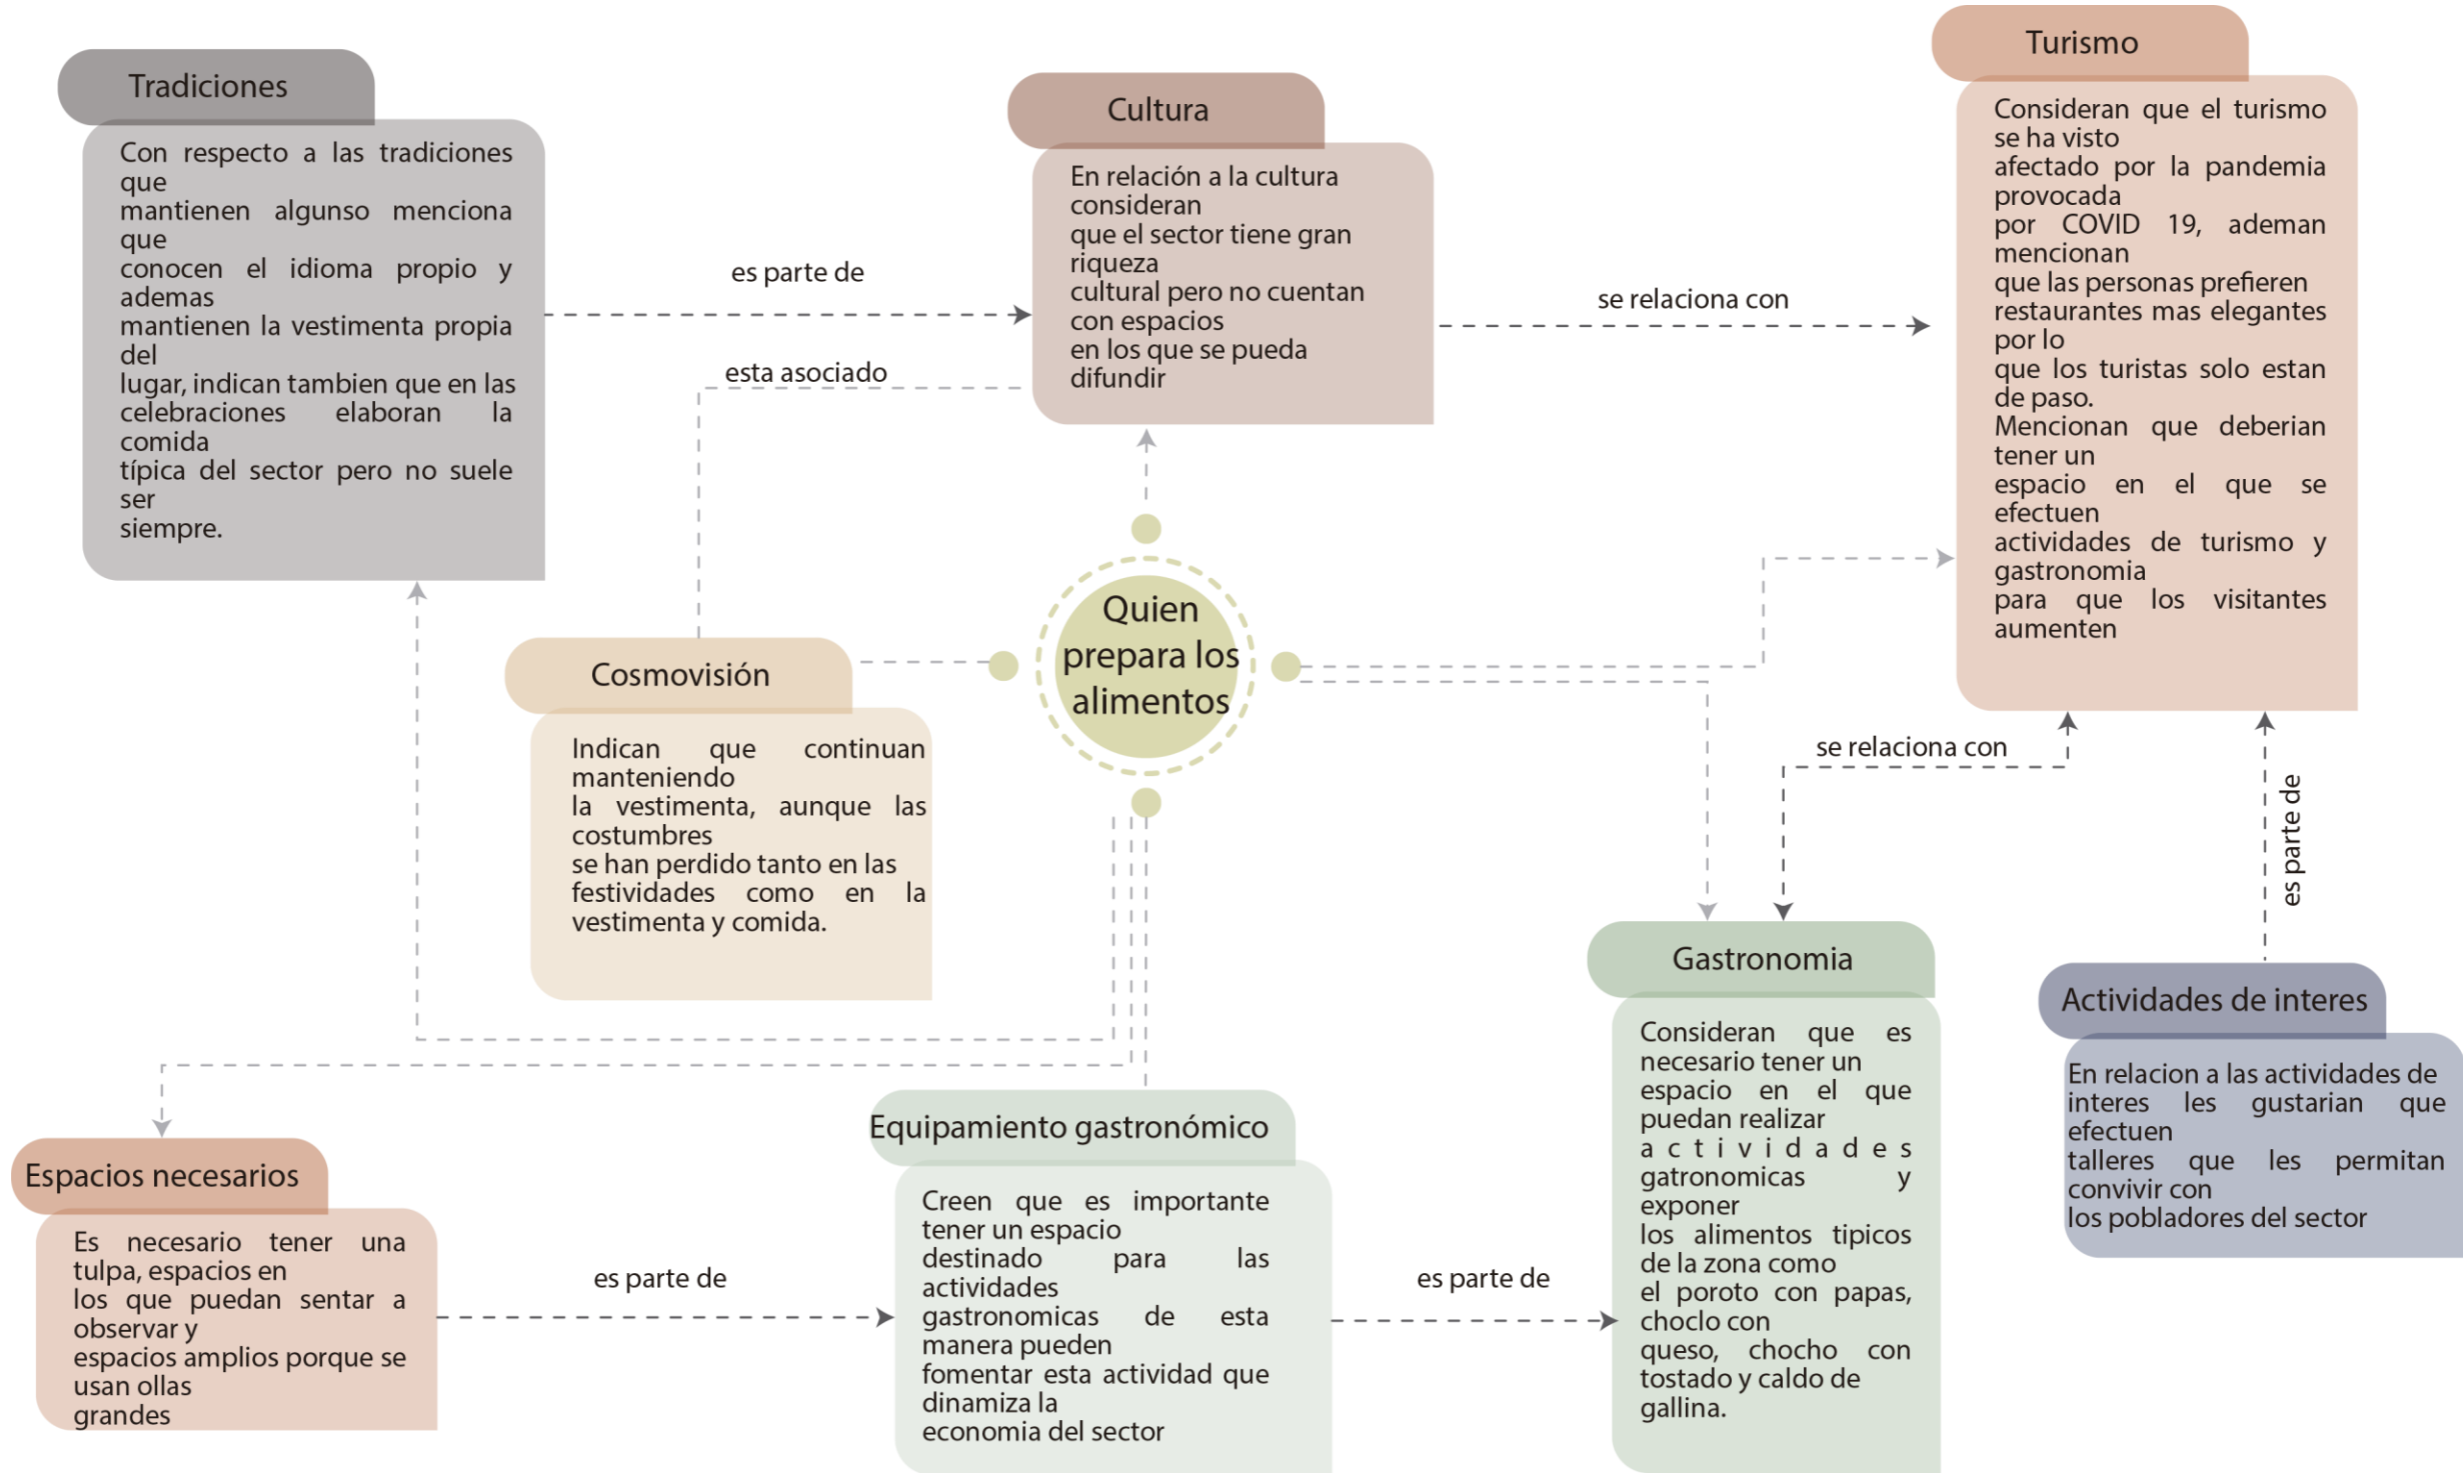 Tradiciones
Con respecto a las tradiciones
que
mantienen algunso menciona
que
conocen el idioma propio y
ademas
mantienen la vestimenta propia
del
lugar, indican tambien que en las
celebraciones elaboran la
comida
típica del sector pero no suele
ser
siempre.
es parte de
esta asociado
Cultura
En relación a la cultura
consideran
que el sector tiene gran
riqueza
cultural pero no cuentan
con espacios
en los que se pueda
difundir
se relaciona con
Turismo
Consideran que el turismo
se ha visto
afectado por la pandemia
provocada
por COVID 19, ademan
mencionan
que las personas prefieren
restaurantes mas elegantes
por lo
que los turistas solo estan
de paso.
Mencionan que deberian
tener un
espacio en el que se
efectuen
actividades de turismo y
gastronomia
para que los visitantes
aumenten
Quien
prepara los
alimentos
Cosmovisión
Indican que continuan
manteniendo
la vestimenta, aunque las
costumbres
se han perdido tanto en las
festividades como en la
vestimenta y comida.
se relaciona con
es parte de
Espacios necesarios
Es necesario tener una
tulpa, espacios en
los que puedan sentar a
observar y
espacios amplios porque se
usan ollas
grandes
es parte de
Equipamiento gastronómico
Creen que es importante
tener un espacio
destinado para las
actividades
gastronomicas de esta
manera pueden
fomentar esta actividad que
dinamiza la
economia del sector
es parte de
Gastronomia
Consideran que es
necesario tener un
espacio en el que
puedan realizar
actividades
gatronomicas y
exponer
los alimentos tipicos
de la zona como
el poroto con papas,
choclo con
queso, chocho con
tostado y caldo de
gallina.
Actividades de interes
En relacion a las actividades de
interes les gustarian que
efectuen
talleres que les permitan
convivir con
los pobladores del sector